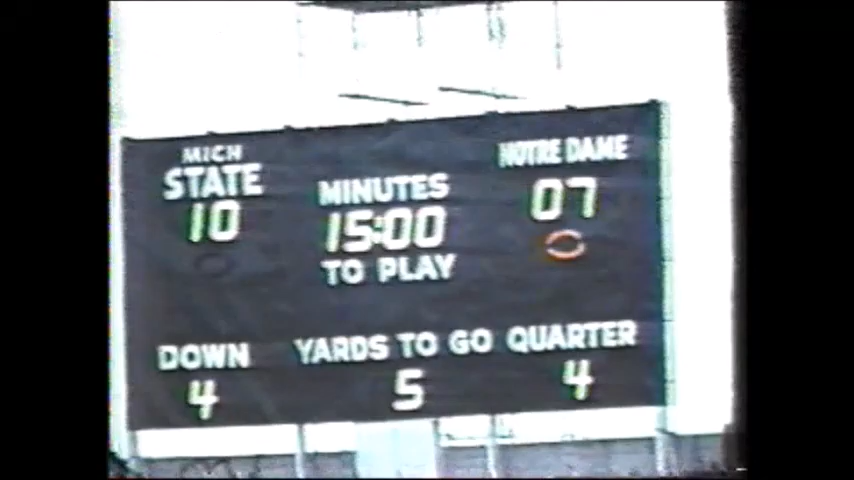 MICH
STATE
10
MINUTES
15:00
TO PLAY
NOTRE DAME
07
DOWN
4
YARDS TO GO
5
QUARTER
4